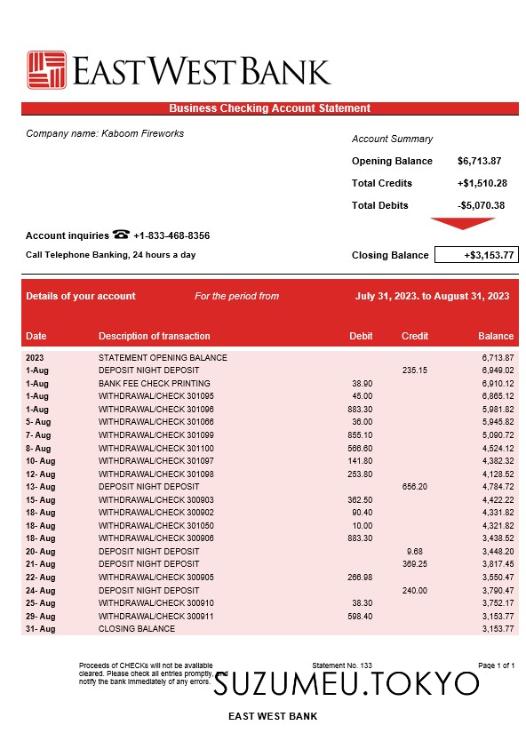 EAST WEST BANK
Business Checking Account Statement
Company name: Kaboom Fireworks
Account Summary
Opening Balance $6,713.87
Total Credits +$1,510.28
Total Debits -$5,070.38
Account inquiries ☎ +1-833-468-8356
Call Telephone Banking, 24 hours a day
Closing Balance +$3,153.77
Details of your account For the period from July 31, 2023. to August 31, 2023
Date Description of transaction Debit Credit Balance
2023 STATEMENT OPENING BALANCE 6,713.87
1-Aug DEPOSIT NIGHT DEPOSIT 235.15 6,949.02
1-Aug BANK FEE CHECK PRINTING 38.90 6,910.12
1-Aug WITHDRAWAL/CHECK 301095 45.00 6,865.12
1-Aug WITHDRAWAL/CHECK 301096 883.30 5,981.82
5- Aug WITHDRAWAL/CHECK 301066 36.00 5,945.82
7- Aug WITHDRAWAL/CHECK 301099 855.10 5,090.72
8- Aug WITHDRAWAL/CHECK 301100 566.60 4,524.12
10- Aug WITHDRAWAL/CHECK 301097 141.80 4,382.32
12- Aug WITHDRAWAL/CHECK 301098 253.80 4,128.52
13- Aug DEPOSIT NIGHT DEPOSIT 656.20 4,784.72
15- Aug WITHDRAWAL/CHECK 300903 362.50 4,422.22
18- Aug WITHDRAWAL/CHECK 300902 90.40 4,331.82
18- Aug WITHDRAWAL/CHECK 301050 10.00 4,321.82
18- Aug WITHDRAWAL/CHECK 300906 883.30 3,438.52
20- Aug DEPOSIT NIGHT DEPOSIT 9.68 3,448.20
21- Aug DEPOSIT NIGHT DEPOSIT 369.25 3,817.45
22- Aug WITHDRAWAL/CHECK 300905 266.98 3,550.47
24- Aug DEPOSIT NIGHT DEPOSIT 240.00 3,790.47
25- Aug WITHDRAWAL/CHECK 300910 38.30 3,752.17
29- Aug WITHDRAWAL/CHECK 300911 598.40 3,153.77
31- Aug CLOSING BALANCE 3,153.77
Proceeds of CHECKs will not be available Statement No. 133 Page 1 of 1
cleared. Please check all entries promptly, and
notify the bank immediately of any errors.
SUZUMEU.TOKYO
EAST WEST BANK